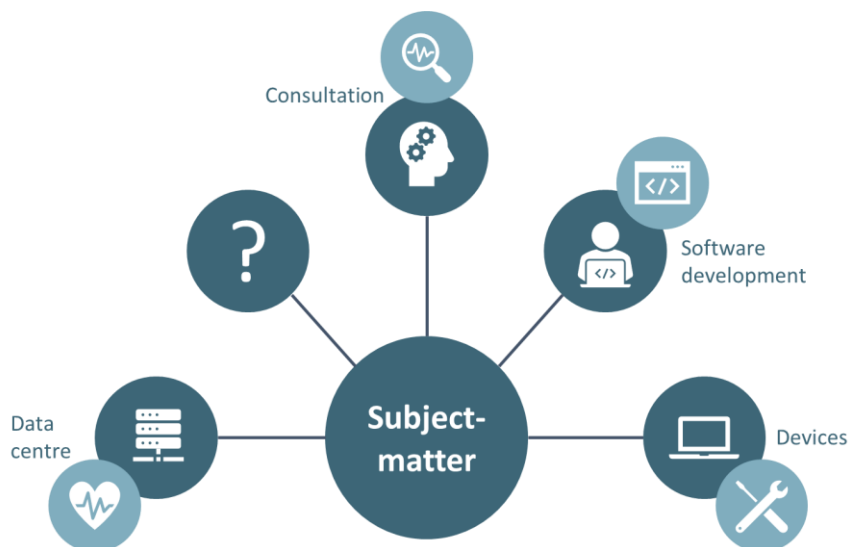 Consultation
</>
?
Software
development
</>
Subject-
matter
Data
centre
Devices